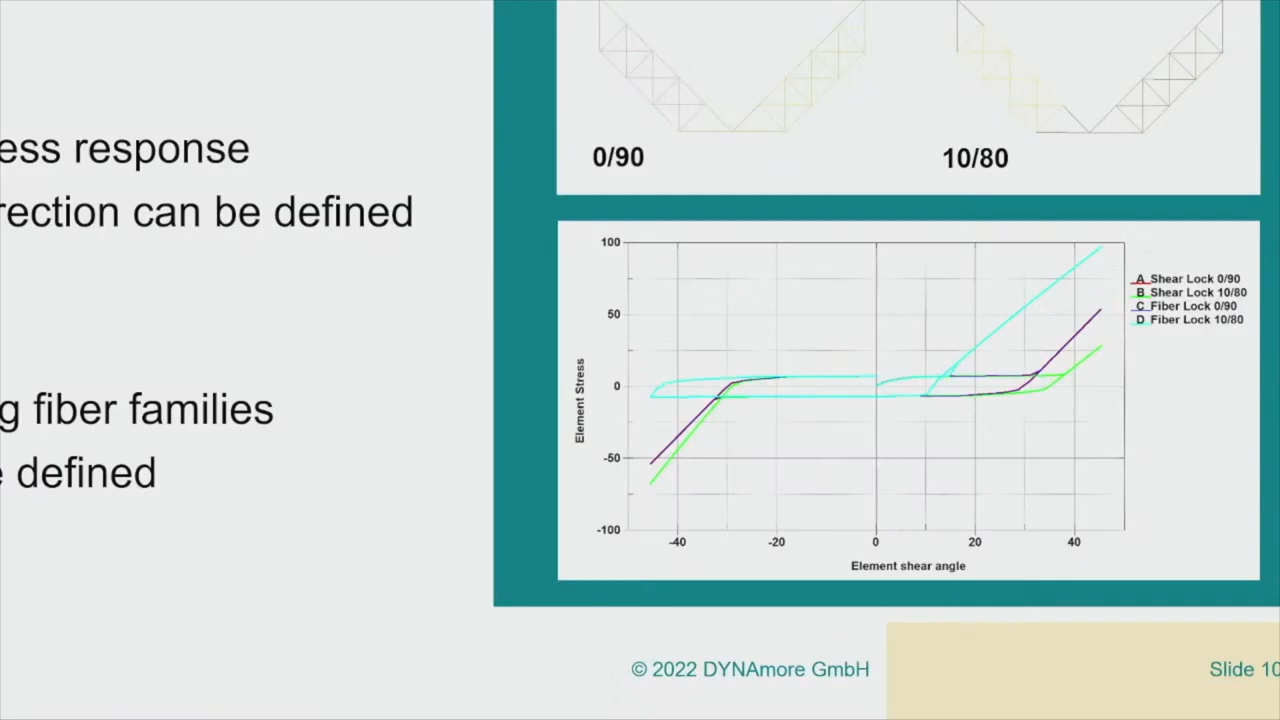 ess response
rection can be defined
g fiber families
e defined
0/90
10/80
100
50
0
-50
-100
-40
-20
0
20
40
Element Stress
Element shear angle
A Shear Lock 0/90
B Shear Lock 10/80
C Fiber Lock 0/90
D Fiber Lock 10/80
© 2022 DYNAmore GmbH
Slide 10